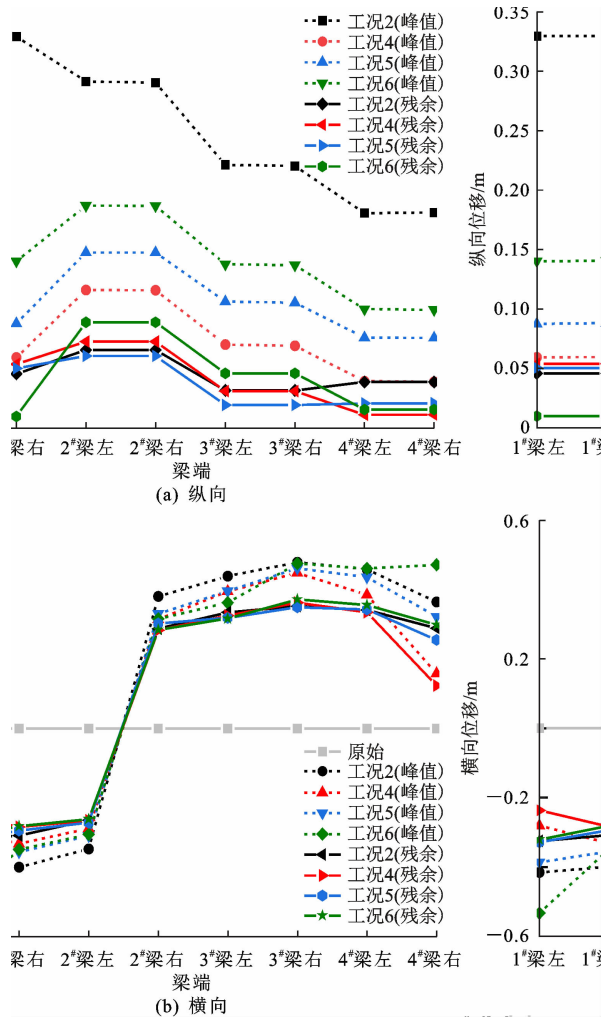 工况2(峰值)
工况4(峰值)
工况5(峰值)
工况6(峰值)
工况2(残余)
工况4(残余)
工况5(残余)
工况6(残余)
梁右 2#梁左 2#梁右 3#梁左 3#梁右 4#梁左 4#梁右
梁端
(a) 纵向
纵向位移/m
0.35
0.30
0.25
0.20
0.15
0.10
0.05
0
1#梁左 1#梁
原始
工况2(峰值)
工况4(峰值)
工况5(峰值)
工况6(峰值)
工况2(残余)
工况4(残余)
工况5(残余)
工况6(残余)
#梁右 2#梁左 2#梁右 3#梁左 3#梁右 4#梁左 4#梁右
梁端
(b) 横向
横向位移/m
0.6
0.2
−0.2
−0.6
1#梁左 1#